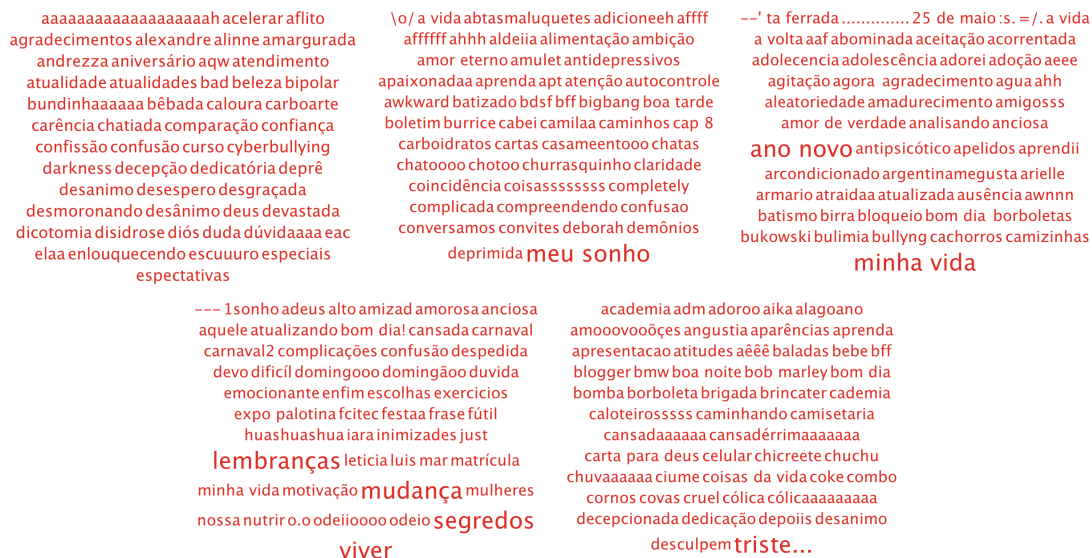 aaaaaaaaaaaaaaaaaaaah acelerar aflito
agradecimentos alexandre alinne amargurada
andrezza aniversário aqw atendimento
atualidade atualidades bad beleza bipolar
bundinhaaaaaa bêbada caloura carboarte
carência chatiada comparação confiança
confissão confusão curso cyberbullying
darkness decepção dedicatória deprê
desanimo desespero desgraçada
desmoronando desânimo deus devastada
dicotomia disidrose diós duda dúvidaaaa eac
elaa enlouquecendo escuuuro especiais
espectativas
\o/ a vida abtasmaluquetes adicioneeh affff
afffffff ahhh aldeiia alimentação ambição
amor eterno amulet antidepressivos
apaixonadaa aprenda apt atenção autocontrole
awkward batizado bdsf bff bigbang boa tarde
boletim burrice cabei camilaa caminhos cap 8
carboidratos cartas casameentooo chatas
chatoooo chotoo churrasquinho claridade
coincidência coisassssssss completely
complicada compreendendo confusao
conversamos convites deborah demônios
deprimida meu sonho
--' ta ferrada .............. 25 de maio :s. =/. a vida
a volta aaf abominada aceitação acorrentada
adolecencia adolescência adorei adoção aeee
agitação agora agradecimento agua ahh
aleatoriedade amadurecimento amigosss
amor de verdade analisando anciosa
ano novo antipsicótico apelidos aprendii
arcondicionado argentinamegusta arielle
armario atraidaa atualizada ausência awnnn
batismo birra bloqueio bom dia borboletas
bukowski bulimia bullyng cachorros camizinhas
minha vida
--- 1sonho adeus alto amizad amorosa anciosa
aquele atualizando bom dia! cansada carnaval
carnaval2 complicações confusão despedida
devo dificíl domingooo domingãoo duvida
emocionante enfim escolhas exercicios
expo palotina fcitec festaa frase fútil
huashuashua iara inimizades just
lembranças leticia luis mar matrícula
minha vida motivação mudança mulheres
nossa nutrir o.o odeiioooo odeio segredos
viver
academia adm adoroo aika alagoano
amooovooõçes angustia aparências aprenda
apresentacao atitudes aêêê baladas bebe bff
blogger bmw boa noite bob marley bom dia
bomba borboleta brigada brincater cademia
caloteirosssss caminhando camisetaria
cansadaaaaaa cansadérrimaaaaaaa
carta para deus celular chicreete chuchu
chuvaaaaaa ciume coisas da vida coke combo
cornos covas cruel cólica cólicaaaaaaaaa
decepcionada dedicação depoiis desanimo
desculpem triste...